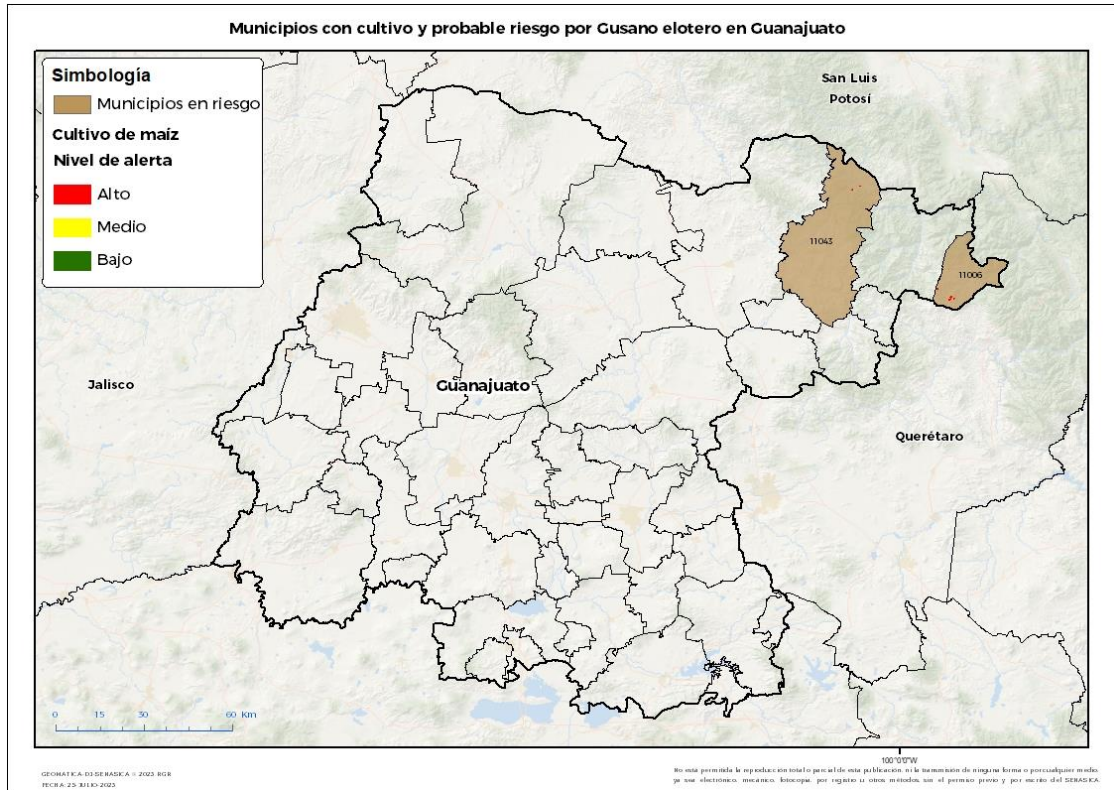 Municipios con cultivo y probable riesgo por Gusano elotero en Guanajuato
Simbología
Municipios en riesgo
Cultivo de maíz
Nivel de alerta
Alto
Medio
Bajo
San Luis
Potosí
11043
11006
Jalisco
Guanajuato
Querétaro
0 15 30 60 Km
100°0'0"W
GEOMÁTICA-DJ-SENASICA © 2023 RGR
FECHA: 25-JULIO-2023
No está permitida la reproducción total o parcial de esta publicación, ni la transmisión de ninguna forma o por cualquier medio,
ya sea electrónico, mecánico, fotocopia, por registro u otros métodos, sin el permiso previo y por escrito del SENASICA.